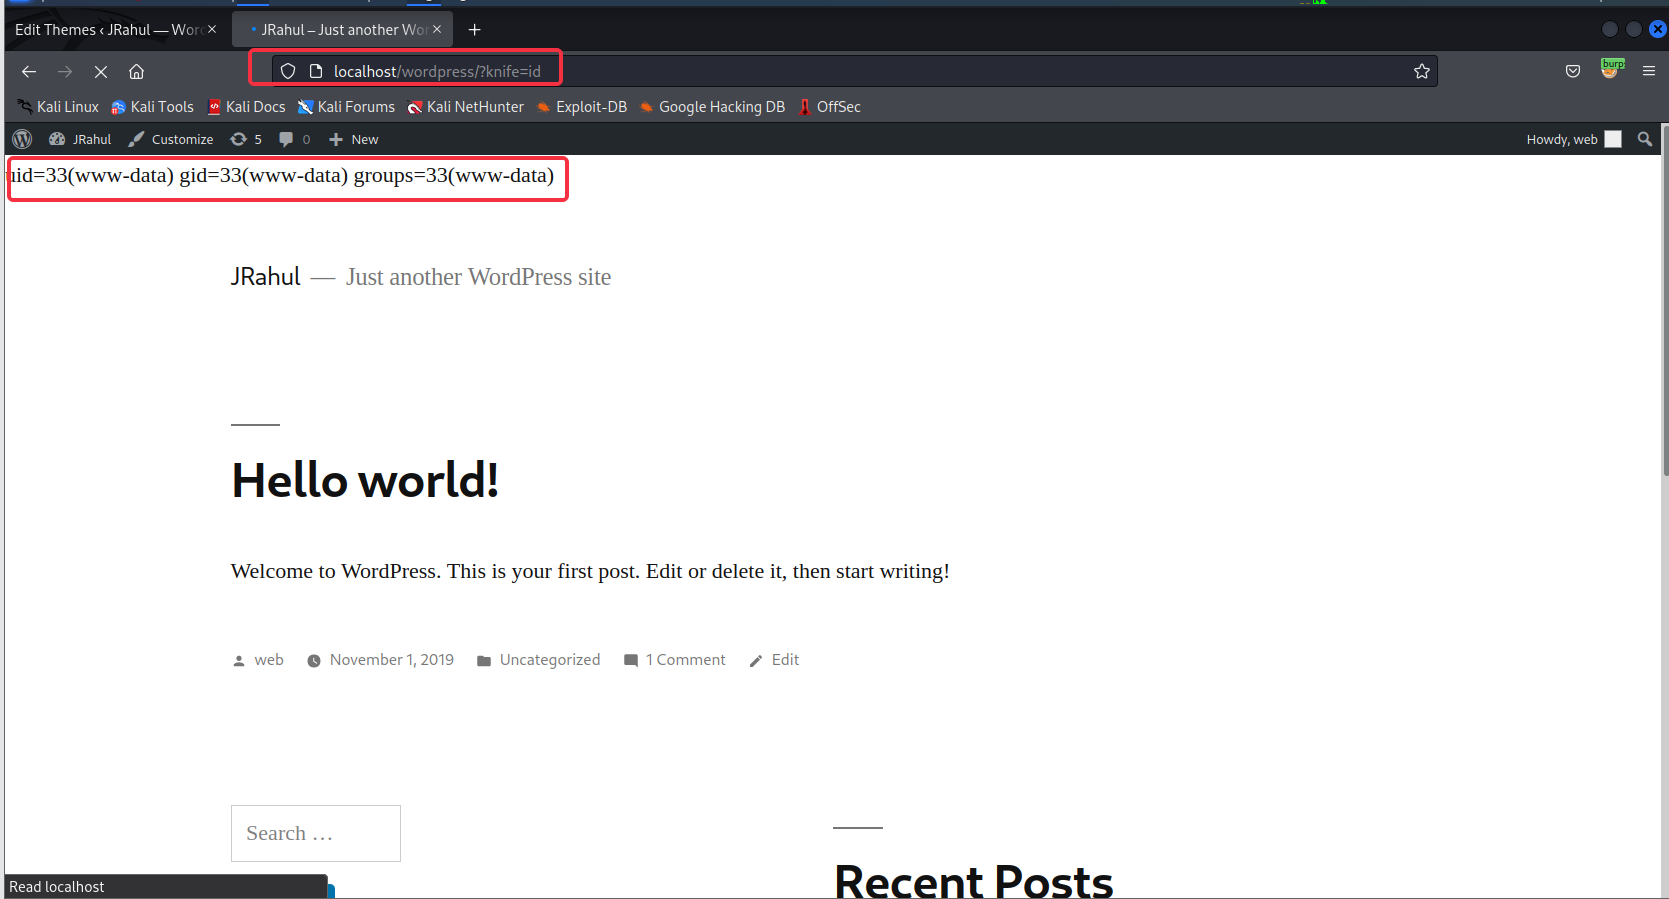 Edit Themes ‹ JRahul — Word
JRahul – Just another Wor
localhost/wordpress/?knife=id
burp
Kali Linux Kali Tools Kali Docs Kali Forums Kali NetHunter Exploit-DB Google Hacking DB OffSec
JRahul Customize 5 0 New Howdy, web
uid=33(www-data) gid=33(www-data) groups=33(www-data)
JRahul — Just another WordPress site
Hello world!
Welcome to WordPress. This is your first post. Edit or delete it, then start writing!
web November 1, 2019 Uncategorized 1 Comment Edit
Search …
Recent Posts
Read localhost